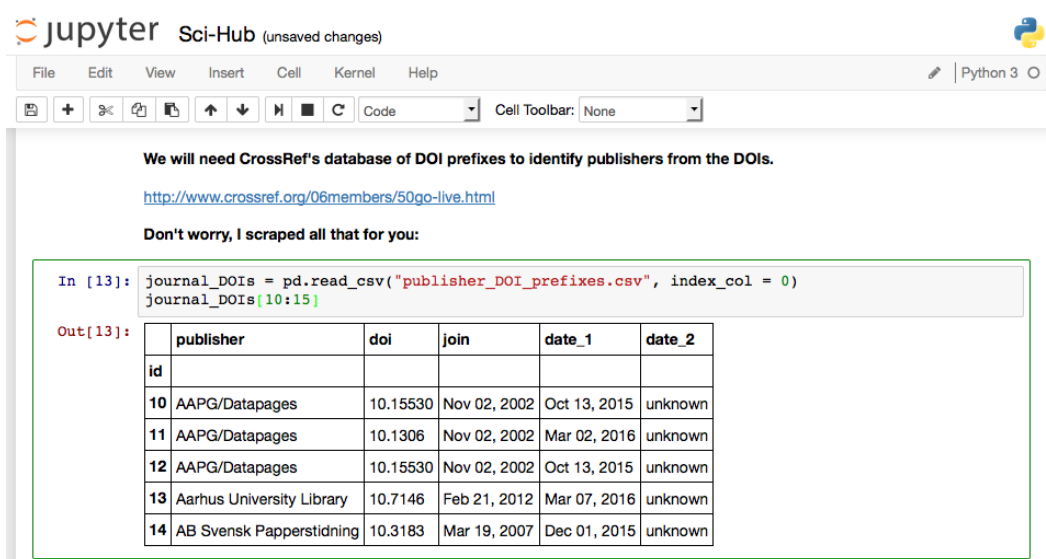 jupyter Sci-Hub (unsaved changes)
File Edit View Insert Cell Kernel Help Python 3
Code Cell Toolbar: None
We will need CrossRef's database of DOI prefixes to identify publishers from the DOIs.
http://www.crossref.org/06members/50go-live.html
Don't worry, I scraped all that for you:
In [13]: journal_DOIs = pd.read_csv("publisher_DOI_prefixes.csv", index_col = 0)
journal_DOIs[10:15]
Out[13]:
publisher doi join date_1 date_2
id
10 AAPG/Datapages 10.15530 Nov 02, 2002 Oct 13, 2015 unknown
11 AAPG/Datapages 10.1306 Nov 02, 2002 Mar 02, 2016 unknown
12 AAPG/Datapages 10.15530 Nov 02, 2002 Oct 13, 2015 unknown
13 Aarhus University Library 10.7146 Feb 21, 2012 Mar 07, 2016 unknown
14 AB Svensk Papperstidning 10.3183 Mar 19, 2007 Dec 01, 2015 unknown